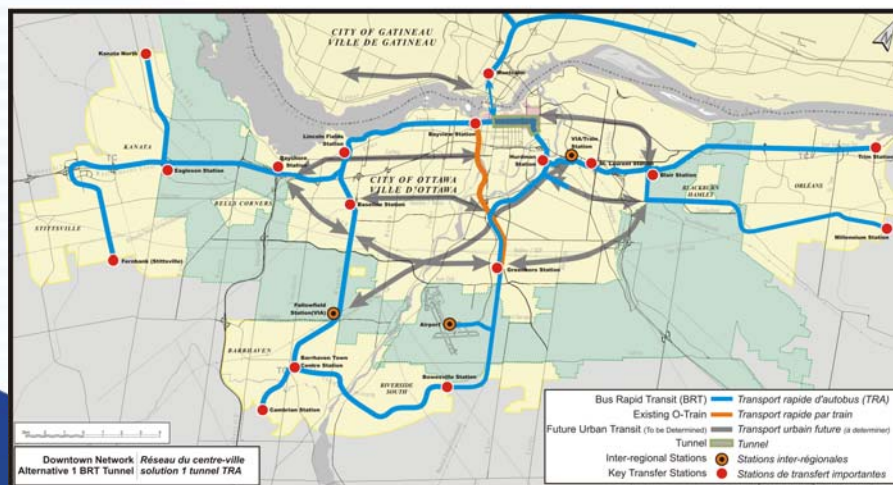 CITY OF GATINEAU
VILLE DE GATINEAU
Kanata North
KANATA
Eagleson Station
Bayshore
Station
Lincoln Fields
Station
Bayview Station
VIA/Train
Station
Hurdman
Station
St. Laurent Station
Blair Station
Trim
Station
CITY OF OTTAWA
VILLE D'OTTAWA
BELLS CORNERS
Baseline Station
BLACKBURN
HAMLET
ORLÉANS
STITTSVILLE
Fernbank (Stittsville)
Millennium Station
Greenboro Station
Fallowfield
Station(VIA)
Airport
BARRHAVEN
Barrhaven Town
Centre Station
RIVERSIDE
SOUTH
Bowesville Station
Cambrian Station
Bus Rapid Transit (BRT) Transport rapide d'autobus (TRA)
Existing O-Train Transport rapide par train
Future Urban Transit (To be Determined) Transport urbain future (à determiner)
Tunnel Tunnel
Inter-regional Stations Stations inter-régionales
Key Transfer Stations Stations de transfert importantes
Downtown Network Réseau du centre-ville
Alternative 1 BRT Tunnel solution 1 tunnel TRA